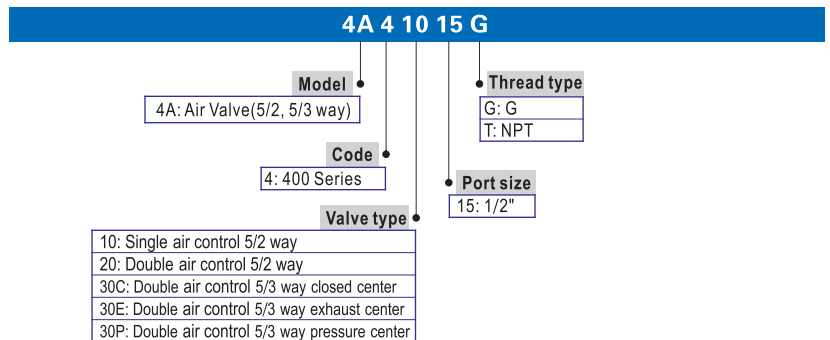 4A 4 10 15 G
Model
4A: Air Valve(5/2, 5/3 way)
Code
4: 400 Series
Valve type
10: Single air control 5/2 way
20: Double air control 5/2 way
30C: Double air control 5/3 way closed center
30E: Double air control 5/3 way exhaust center
30P: Double air control 5/3 way pressure center
Port size
15: 1/2"
Thread type
G: G
T: NPT